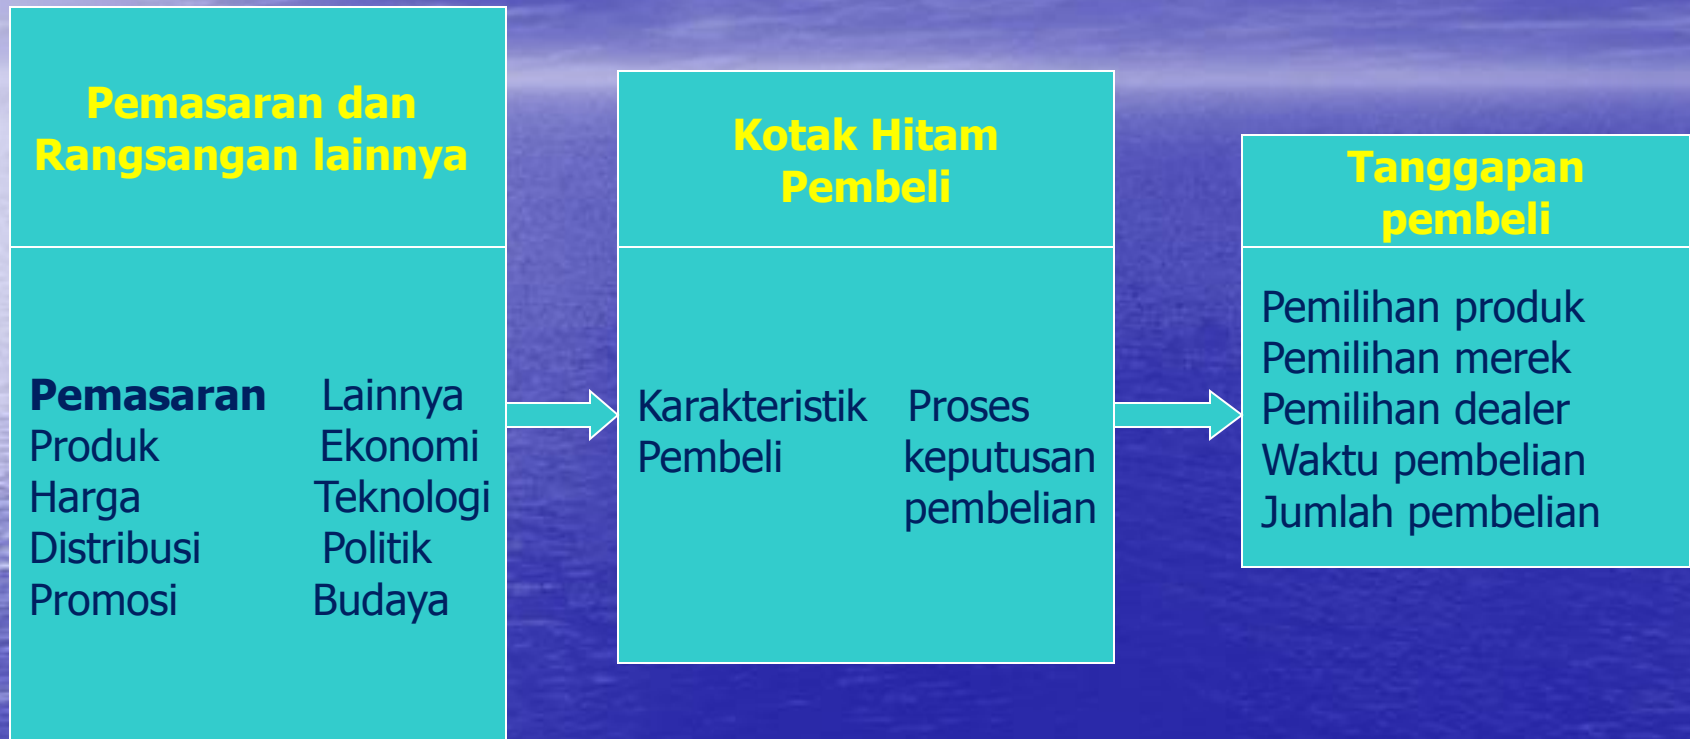 Pemasaran dan
Rangsangan lainnya
Pemasaran Lainnya
Produk Ekonomi
Harga Teknologi
Distribusi Politik
Promosi Budaya
Kotak Hitam
Pembeli
Karakteristik Proses
Pembeli keputusan
pembelian
Tanggapan
pembeli
Pemilihan produk
Pemilihan merek
Pemilihan dealer
Waktu pembelian
Jumlah pembelian